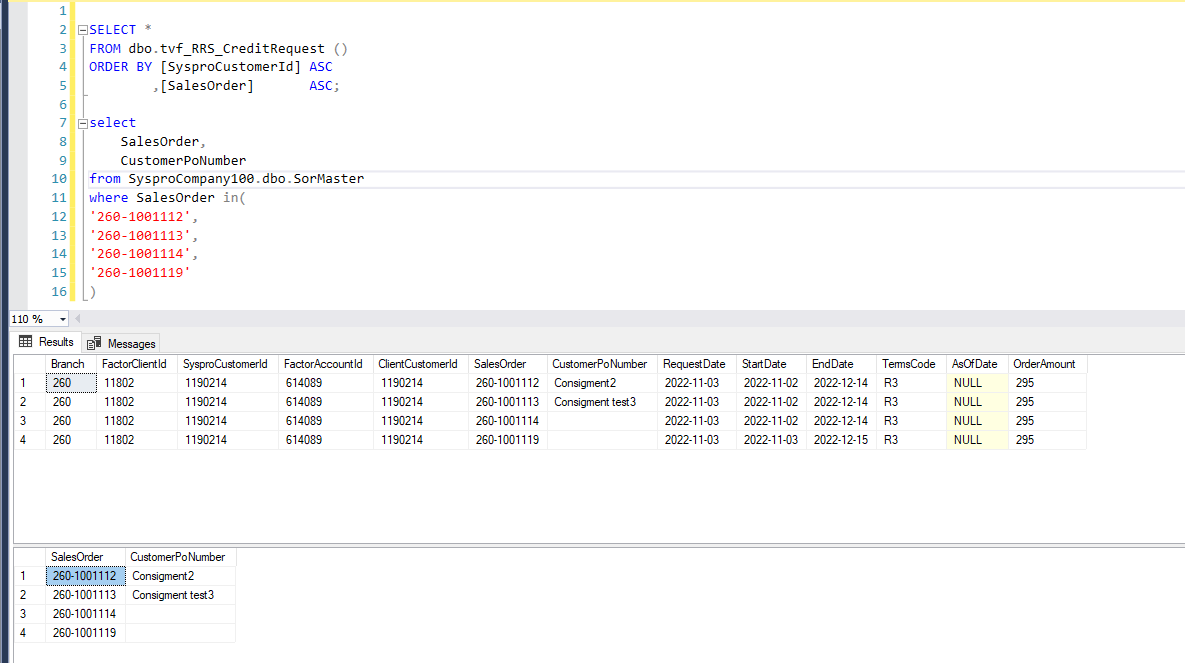 1
2 SELECT *
3 FROM dbo.tvf_RRS_CreditRequest ()
4 ORDER BY [SysproCustomerId] ASC
5 ,[SalesOrder] ASC;
6
7 select
8 SalesOrder,
9 CustomerPoNumber
10 from SysproCompany100.dbo.SorMaster
11 where SalesOrder in(
12 '260-1001112',
13 '260-1001113',
14 '260-1001114',
15 '260-1001119'
16 )
110 %
Results Messages
Branch FactorClientId SysproCustomerId FactorAccountId ClientCustomerId SalesOrder CustomerPoNumber RequestDate StartDate EndDate TermsCode AsOfDate OrderAmount
1 260 11802 1190214 614089 1190214 260-1001112 Consigment2 2022-11-03 2022-11-02 2022-12-14 R3 NULL 295
2 260 11802 1190214 614089 1190214 260-1001113 Consigment test3 2022-11-03 2022-11-02 2022-12-14 R3 NULL 295
3 260 11802 1190214 614089 1190214 260-1001114 2022-11-03 2022-11-02 2022-12-14 R3 NULL 295
4 260 11802 1190214 614089 1190214 260-1001119 2022-11-03 2022-11-03 2022-12-15 R3 NULL 295
SalesOrder CustomerPoNumber
1 260-1001112 Consigment2
2 260-1001113 Consigment test3
3 260-1001114
4 260-1001119